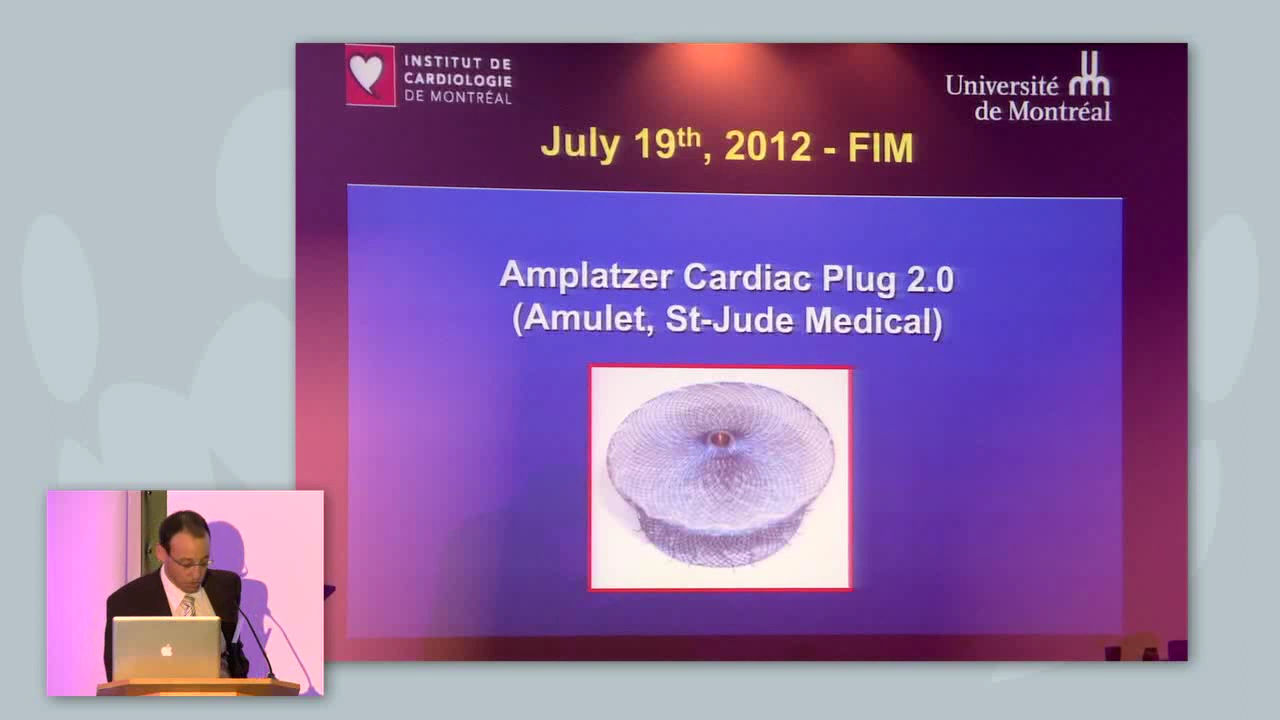 INSTITUT DE
CARDIOLOGIE
DE MONTRÉAL
Université
de Montréal
July 19th, 2012 - FIM
Amplatzer Cardiac Plug 2.0
(Amulet, St-Jude Medical)